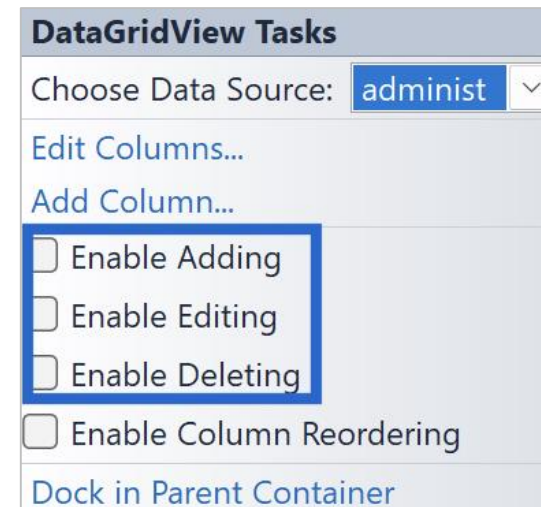 DataGridView Tasks
Choose Data Source: administ
Edit Columns...
Add Column...
Enable Adding
Enable Editing
Enable Deleting
Enable Column Reordering
Dock in Parent Container